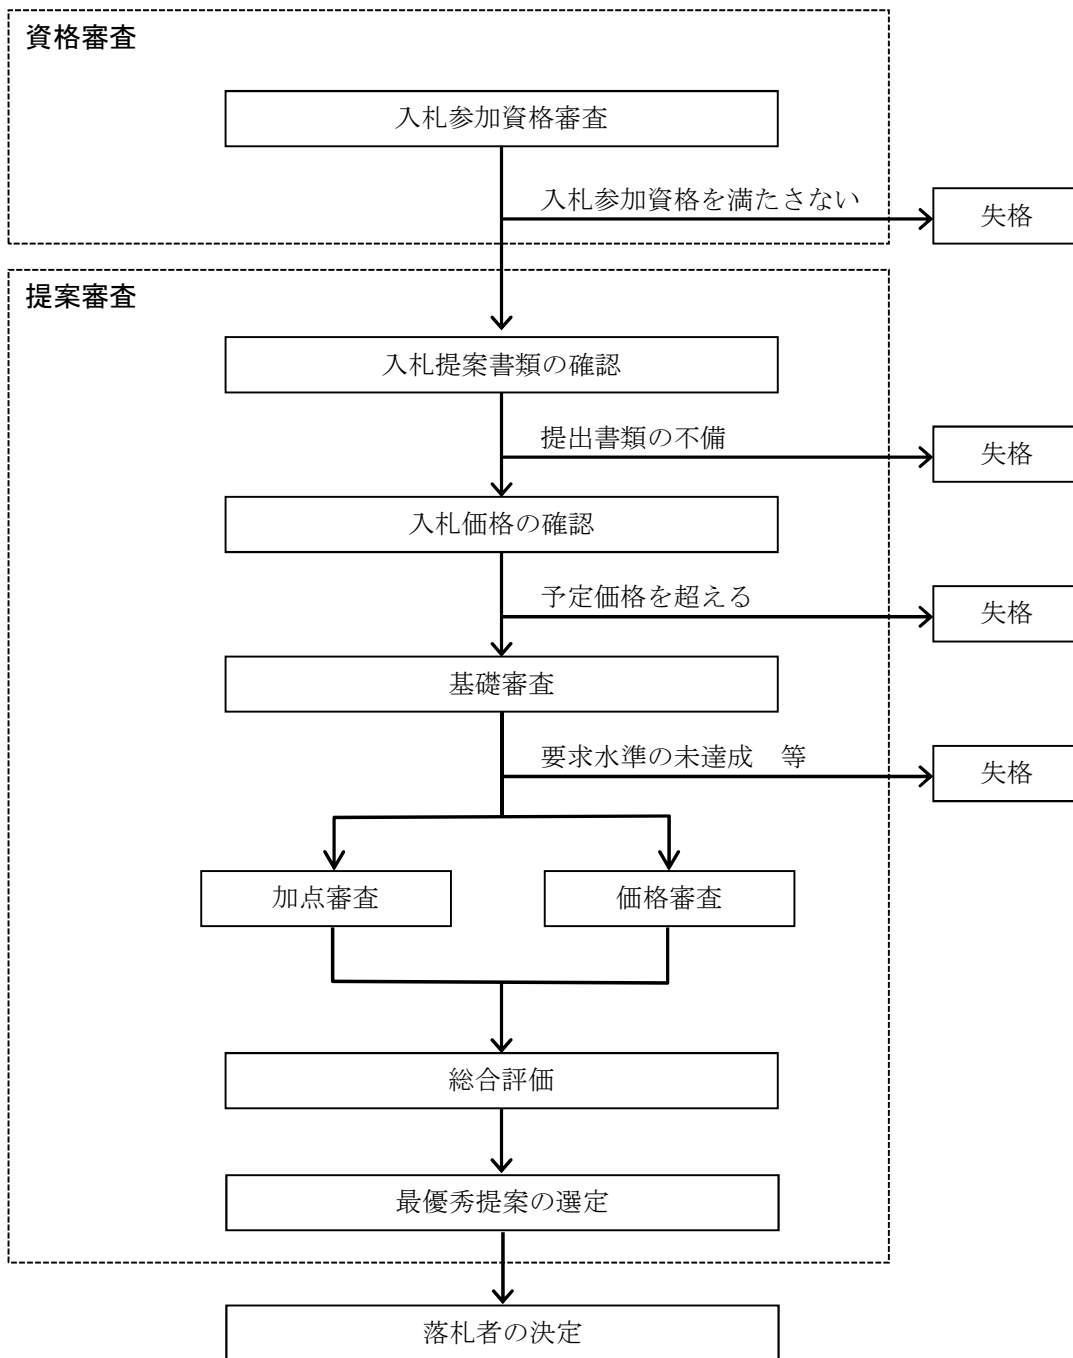 資格審査
入札参加資格審査
入札参加資格を満たさない
失格
提案審査
入札提案書類の確認
提出書類の不備
失格
入札価格の確認
予定価格を超える
失格
基礎審査
要求水準の未達成　等
失格
加点審査
価格審査
総合評価
最優秀提案の選定
落札者の決定